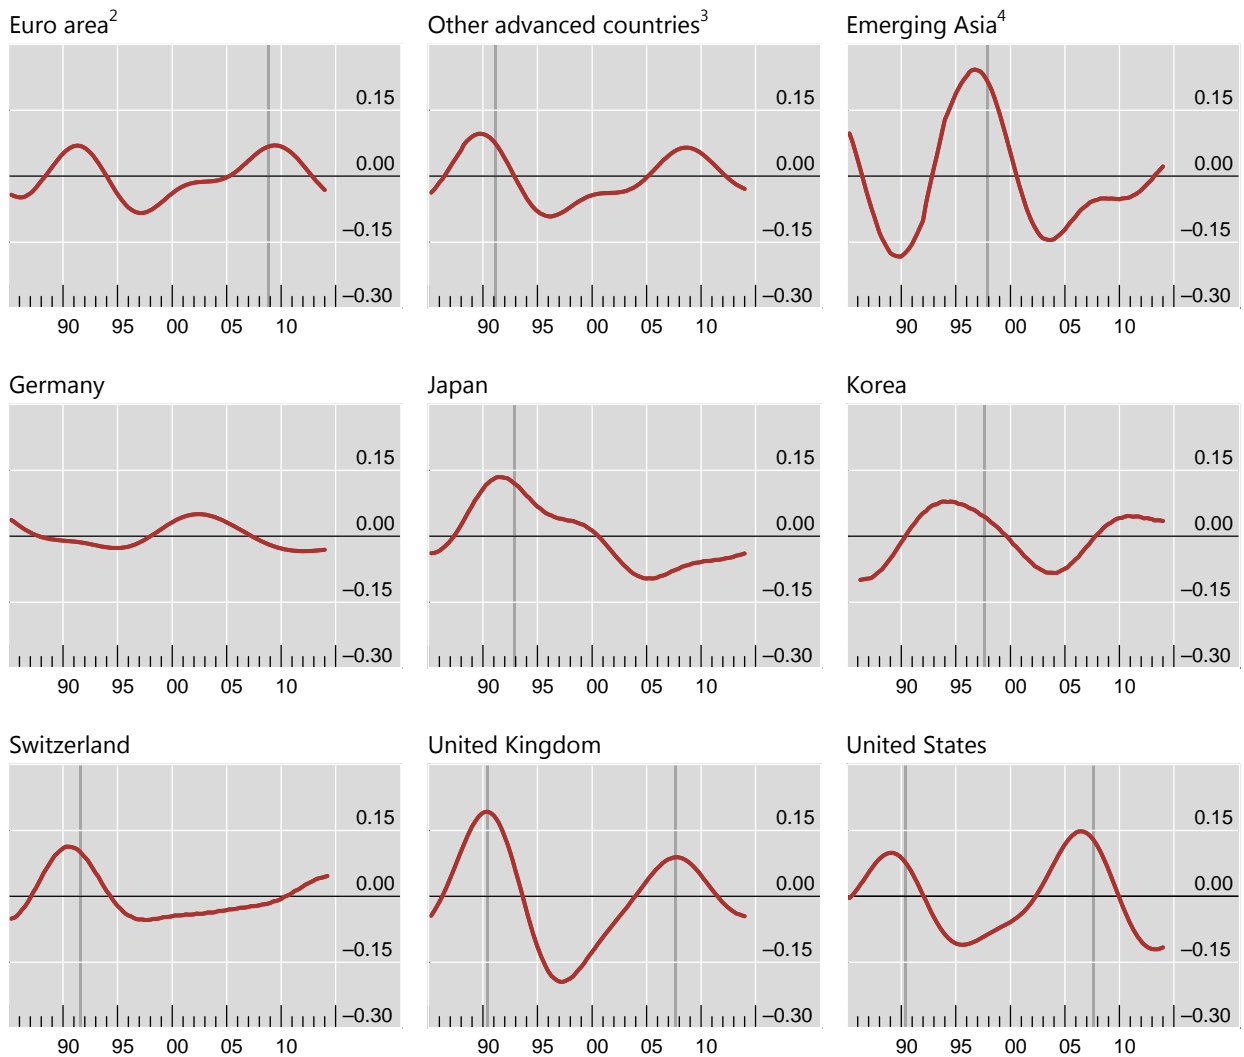 Euro area²
Other advanced countries³
Emerging Asia⁴
0.15
0.15
0.15
0.00
0.00
0.00
–0.15
–0.15
–0.15
–0.30
–0.30
–0.30
90 95 00 05 10
90 95 00 05 10
90 95 00 05 10
Germany
Japan
Korea
0.15
0.15
0.15
0.00
0.00
0.00
–0.15
–0.15
–0.15
–0.30
–0.30
–0.30
90 95 00 05 10
90 95 00 05 10
90 95 00 05 10
Switzerland
United Kingdom
United States
0.15
0.15
0.15
0.00
0.00
0.00
–0.15
–0.15
–0.15
–0.30
–0.30
–0.30
90 95 00 05 10
90 95 00 05 10
90 95 00 05 10